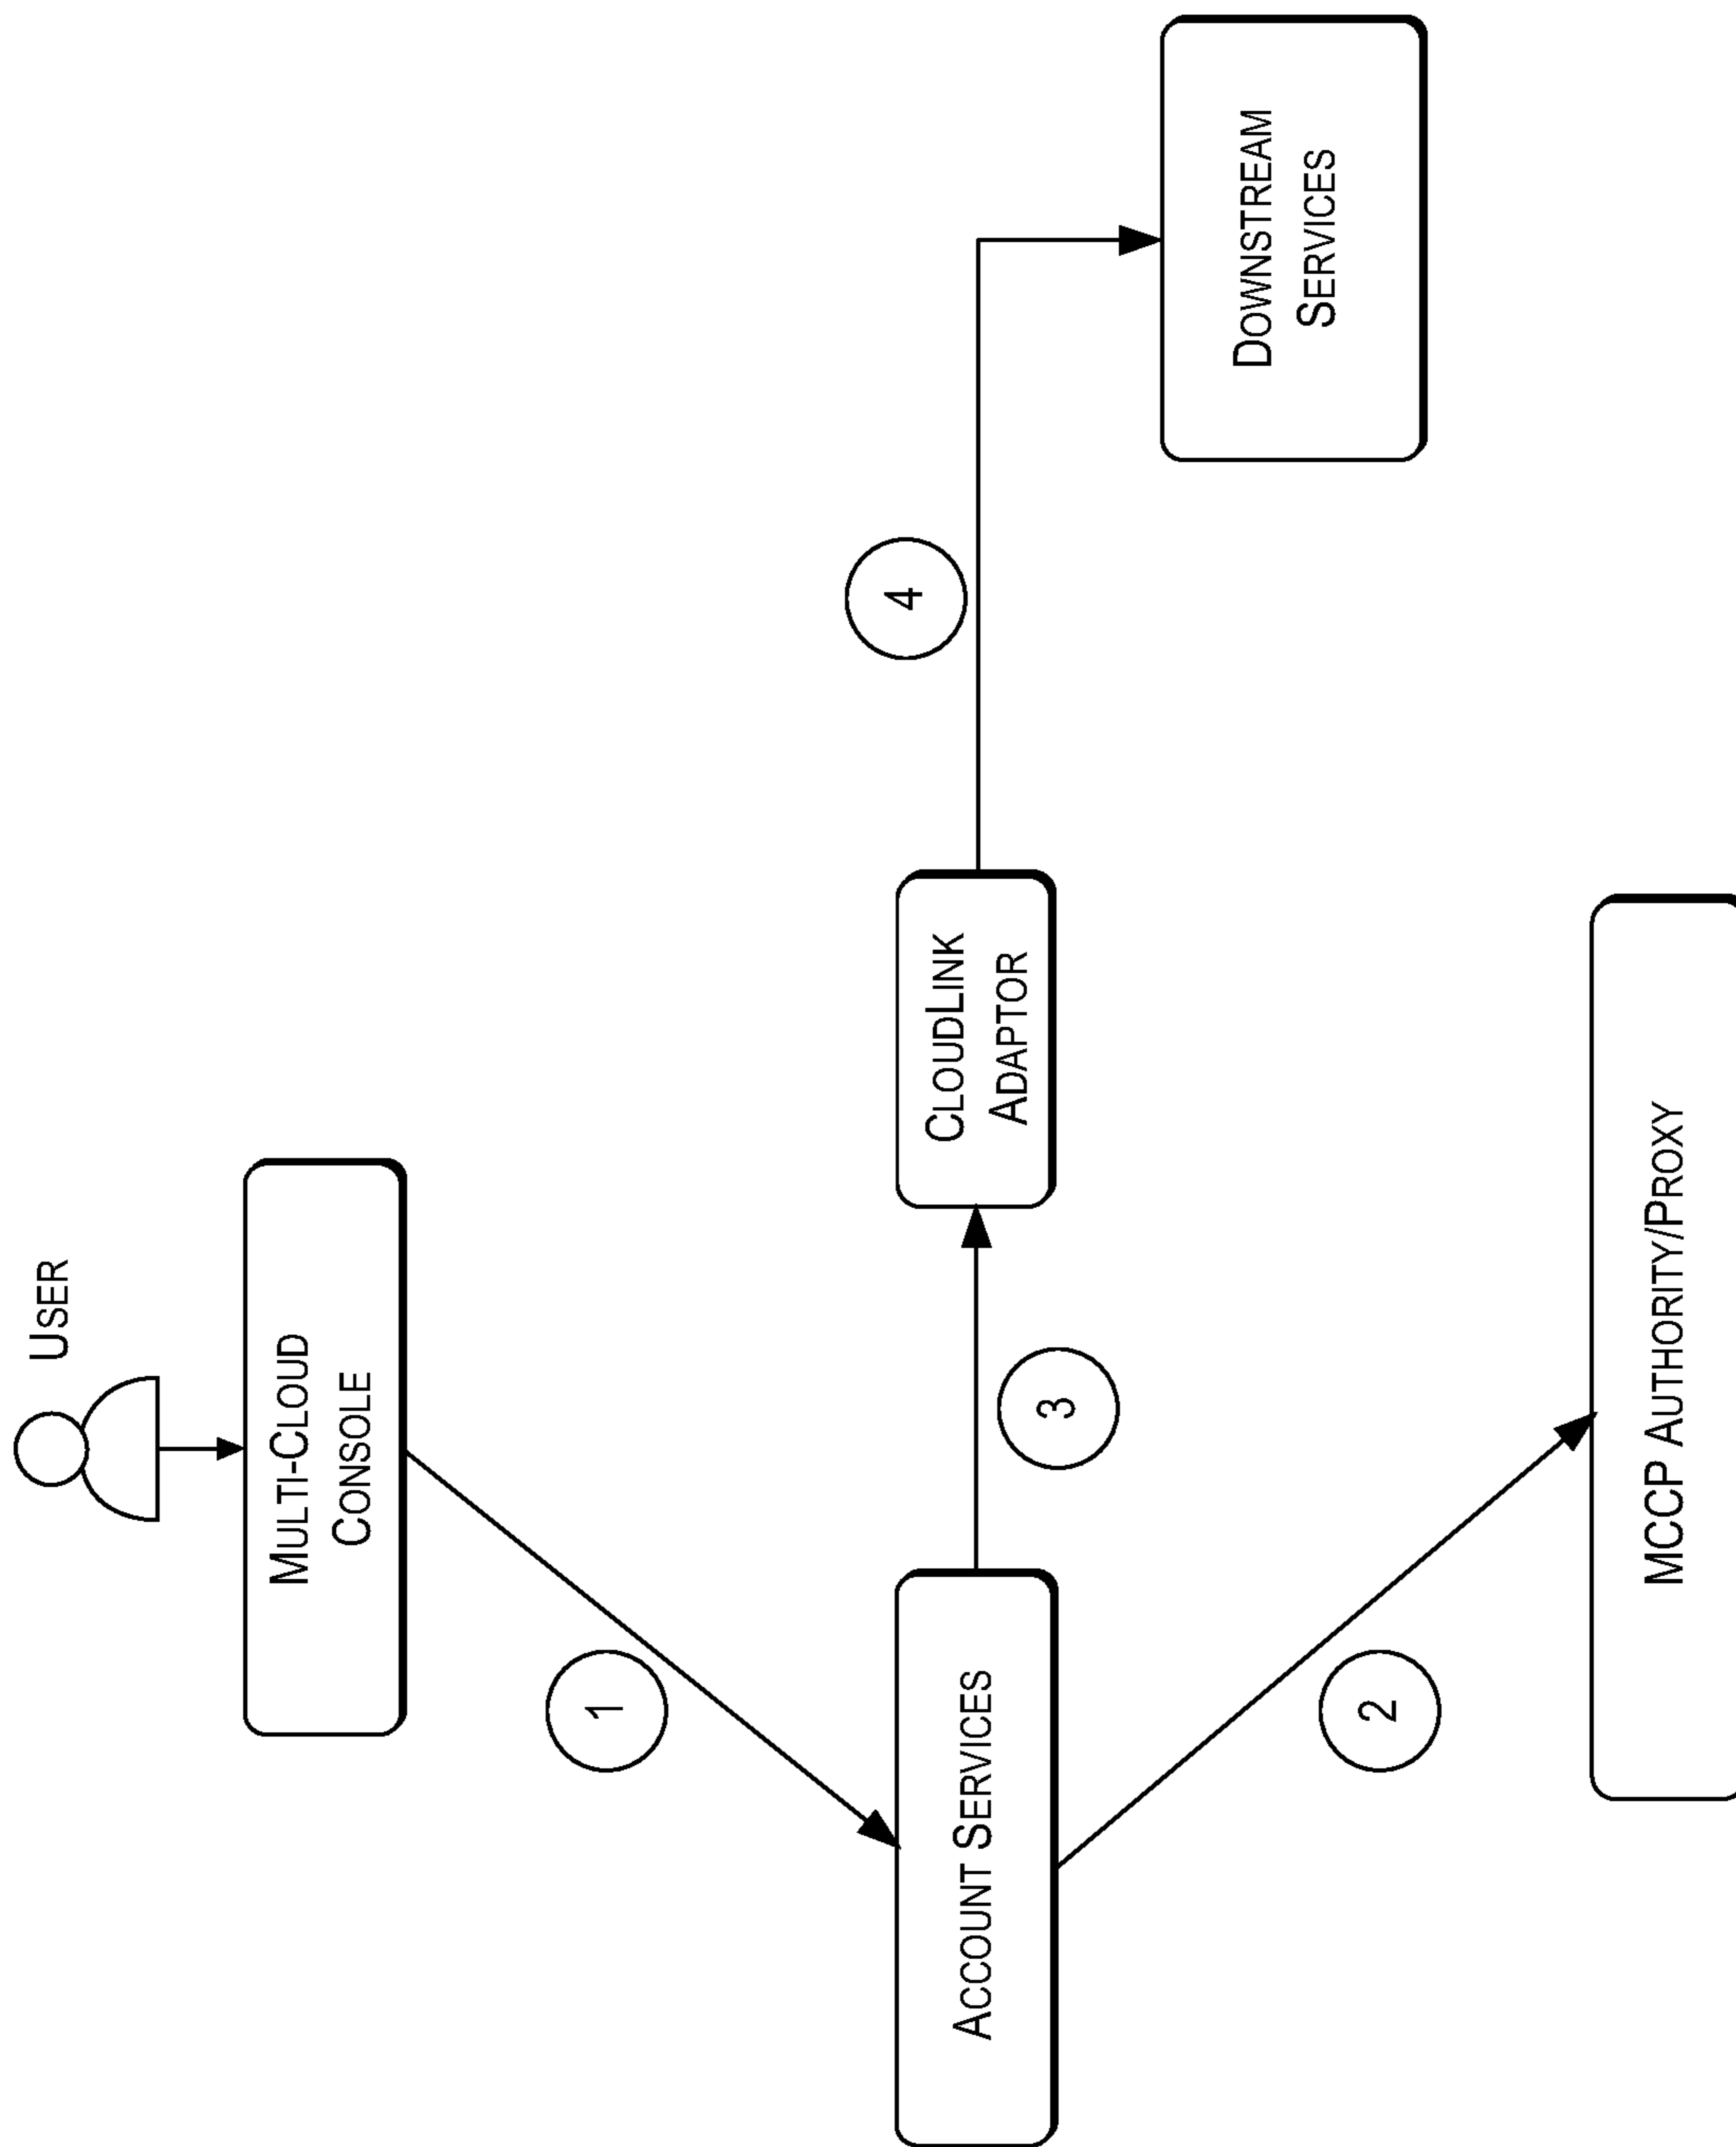 USER
MULTI-CLOUD
CONSOLE
1
ACCOUNT SERVICES
3
CLOUDLINK
ADAPTOR
4
DOWNSTREAM
SERVICES
2
MCCP AUTHORITY/PROXY